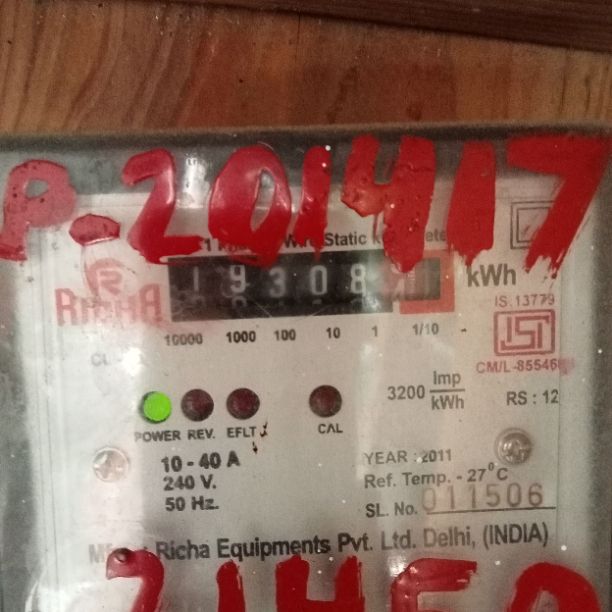 P-201417
Static
19308
kWh
RICHA
10000 1000 100 10 1 1/10
IS.13779
ISI
CM/L-85546
3200 Imp/kWh
RS : 12
POWER REV. EFLT CAL
10 - 40 A
240 V.
50 Hz.
YEAR : 2011
Ref. Temp. - 27°C
SL. No. 011506
Richa Equipments Pvt. Ltd. Delhi, (INDIA)